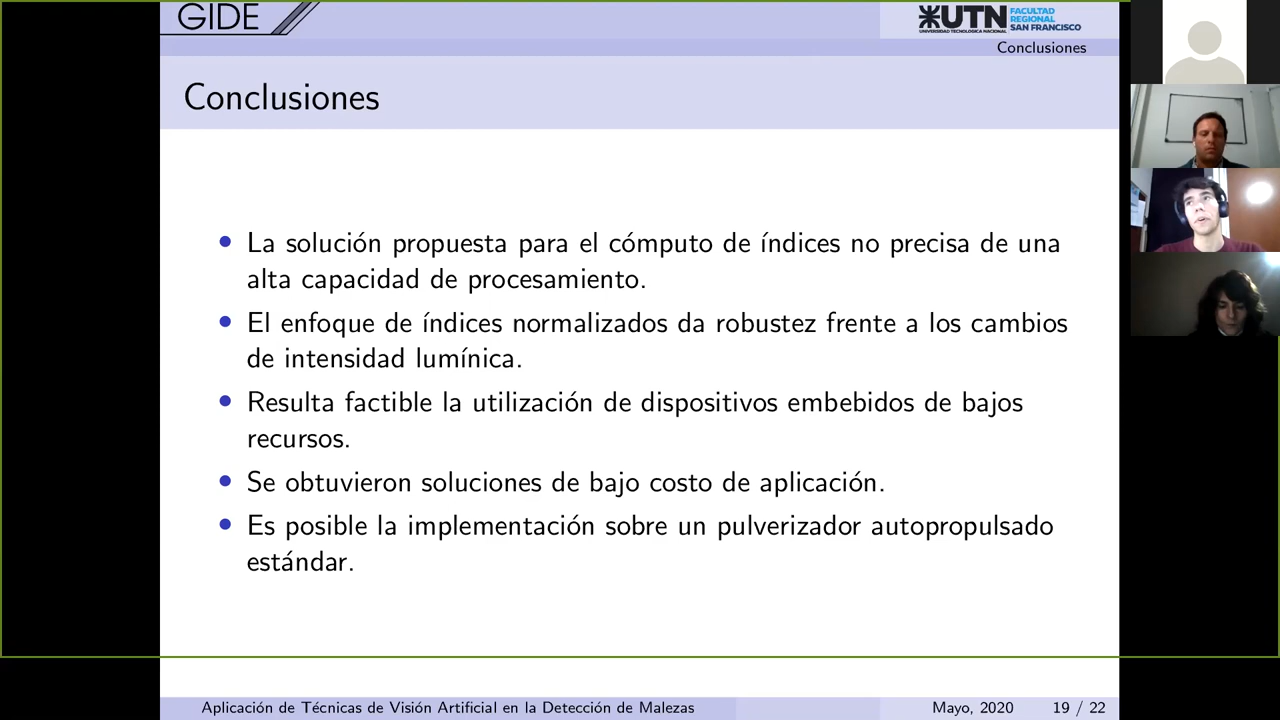 GIDE
UTN
UNIVERSIDAD TECNOLÓGICA NACIONAL
FACULTAD
REGIONAL
SAN FRANCISCO
Conclusiones
Conclusiones
La solución propuesta para el cómputo de índices no precisa de una
alta capacidad de procesamiento.
El enfoque de índices normalizados da robustez frente a los cambios
de intensidad lumínica.
Resulta factible la utilización de dispositivos embebidos de bajos
recursos.
Se obtuvieron soluciones de bajo costo de aplicación.
Es posible la implementación sobre un pulverizador autopropulsado
estándar.
Aplicación de Técnicas de Visión Artificial en la Detección de Malezas
Mayo, 2020
19 / 22